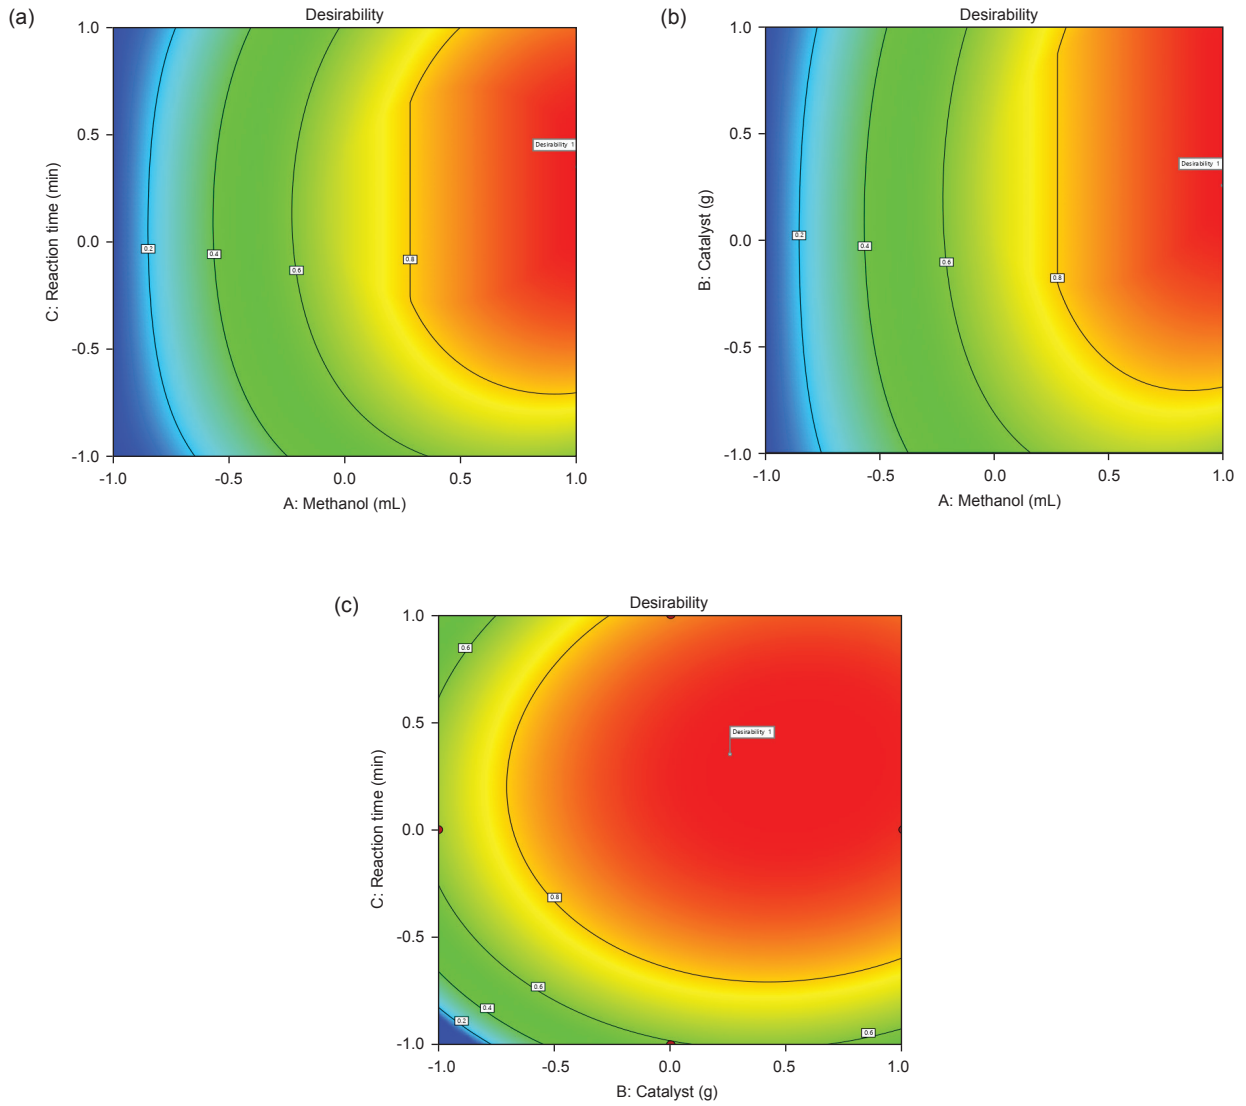 (a)
Desirability
1.0
0.5
0.0
-0.5
-1.0
C: Reaction time (min)
Desirability 1
0.2
0.4
0.6
0.8
-1.0 -0.5 0.0 0.5 1.0
A: Methanol (mL)
(b)
Desirability
1.0
0.5
0.0
-0.5
-1.0
B: Catalyst (g)
Desirability 1
0.2
0.4
0.6
0.8
-1.0 -0.5 0.0 0.5 1.0
A: Methanol (mL)
(c)
Desirability
1.0
0.5
0.0
-0.5
-1.0
C: Reaction time (min)
0.6
Desirability 1
0.8
0.6
0.4
0.2
0.6
-1.0 -0.5 0.0 0.5 1.0
B: Catalyst (g)